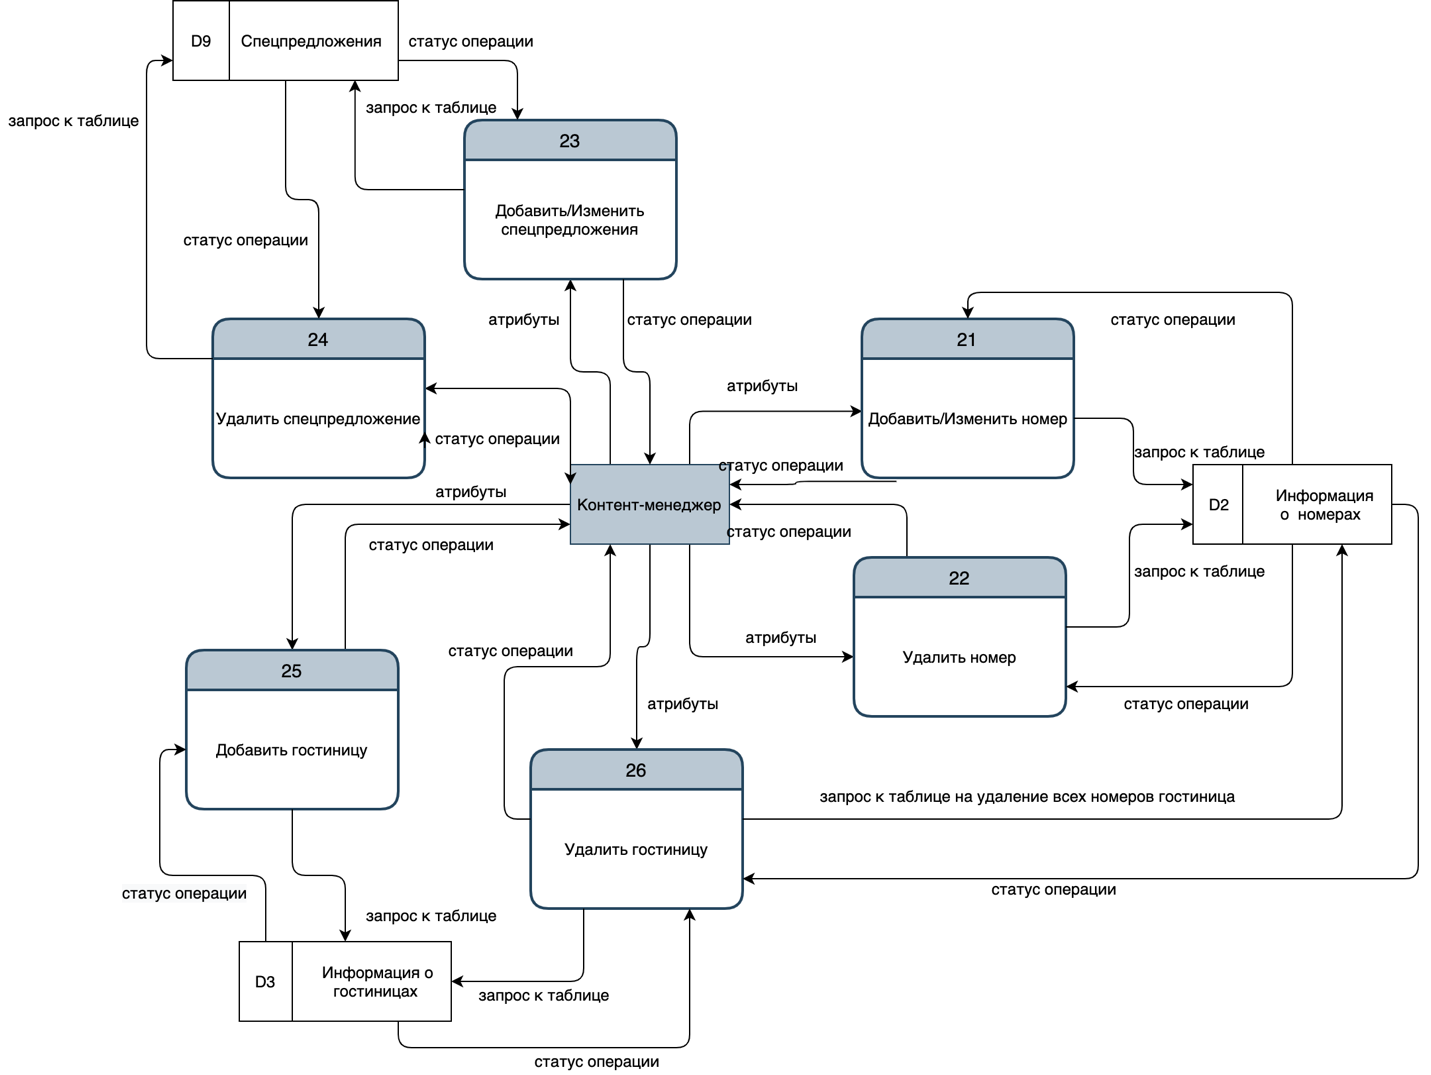 D9
Спецпредложения
статус операции
запрос к таблице
запрос к таблице
23
Добавить/Изменить
спецпредложения
статус операции
атрибуты
статус операции
24
Удалить спецпредложение
статус операции
21
Добавить/Изменить номер
статус операции
атрибуты
запрос к таблице
статус операции
Контент-менеджер
атрибуты
статус операции
статус операции
D2
Информация
о номерах
запрос к таблице
22
Удалить номер
атрибуты
статус операции
статус операции
25
Добавить гостиницу
атрибуты
26
Удалить гостиницу
запрос к таблице на удаление всех номеров гостиница
статус операции
статус операции
запрос к таблице
D3
Информация о
гостиницах
запрос к таблице
статус операции